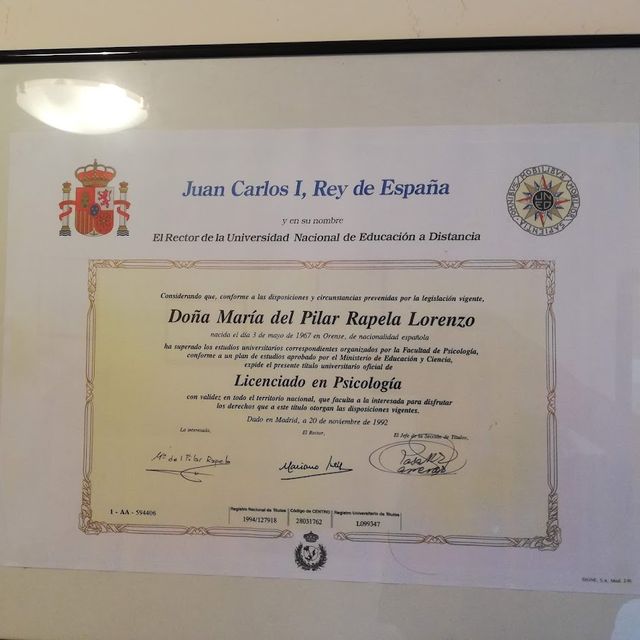 Juan Carlos I, Rey de España
y en su nombre
El Rector de la Universidad Nacional de Educación a Distancia
OMNIBVS MOBILIBVS MOBILIOR SAPIENTIA
Considerando que, conforme a las disposiciones y circunstancias prevenidas por la legislación vigente,
Doña María del Pilar Rapela Lorenzo
nacida el día 3 de mayo de 1967 en Orense, de nacionalidad española
ha superado los estudios universitarios correspondientes organizados por la Facultad de Psicología,
conforme a un plan de estudios aprobado por el Ministerio de Educación y Ciencia,
expide el presente título universitario oficial de
Licenciado en Psicología
con validez en todo el territorio nacional, que faculta a la interesada para disfrutar
los derechos que a este título otorgan las disposiciones vigentes.
Dado en Madrid, a 20 de noviembre de 1992
La interesada, El Rector, El Jefe de la Sección de Títulos,
Mª del Pilar Rapela Mariano
1 - AA - 594406
Registro Nacional de Títulos Código de CENTRO Registro Universitario de Títulos
1994/127918 28031762 L099347